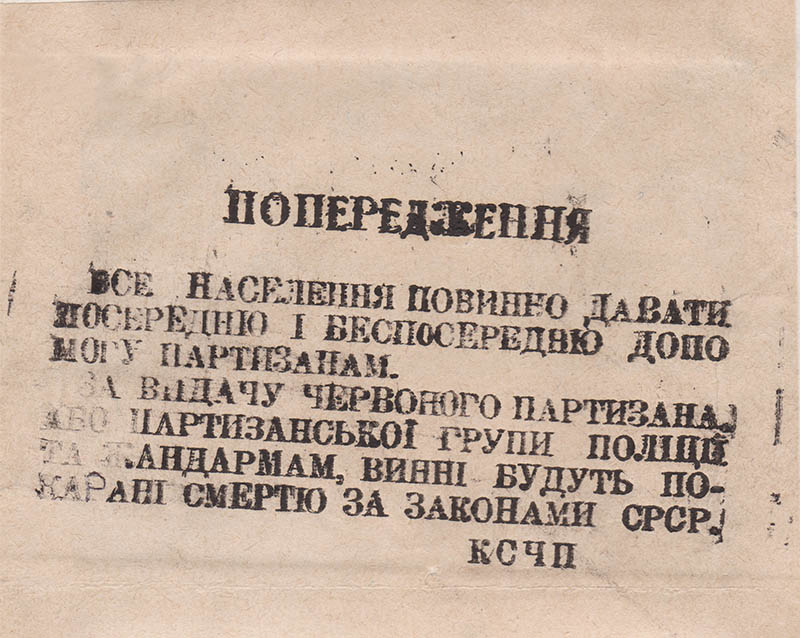 ПОПЕРЕДЖЕННЯ
ВСЕ НАСЕЛЕННЯ ПОВИННО ДАВАТИ
ПОСЕРЕДНЮ І БЕСПОСЕРЕДНЮ ДОПО
МОГУ ПАРТИЗАНАМ.
ЗА ВИДАЧУ ЧЕРВОНОГО ПАРТИЗАНА,
АБО ПАРТИЗАНСЬКОЇ ГРУПИ ПОЛІЦІЇ
ТА ЖАНДАРМАМ, ВИННІ БУДУТЬ ПО-
КАРАНІ СМЕРТЮ ЗА ЗАКОНАМИ СРСР.
КСЧП